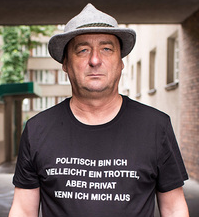 POLITISCH BIN ICH
VIELLEICHT EIN TROTTEL,
ABER PRIVAT
KENN ICH MICH AUS